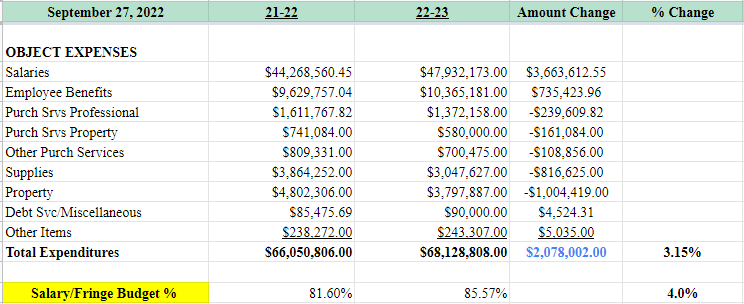 September 27, 2022 21-22 22-23 Amount Change % Change
OBJECT EXPENSES
Salaries $44,268,560.45 $47,932,173.00 $3,663,612.55
Employee Benefits $9,629,757.04 $10,365,181.00 $735,423.96
Purch Srvs Professional $1,611,767.82 $1,372,158.00 -$239,609.82
Purch Srvs Property $741,084.00 $580,000.00 -$161,084.00
Other Purch Services $809,331.00 $700,475.00 -$108,856.00
Supplies $3,864,252.00 $3,047,627.00 -$816,625.00
Property $4,802,306.00 $3,797,887.00 -$1,004,419.00
Debt Svc/Miscellaneous $85,475.69 $90,000.00 $4,524.31
Other Items $238,272.00 $243,307.00 $5,035.00
Total Expenditures $66,050,806.00 $68,128,808.00 $2,078,002.00 3.15%
Salary/Fringe Budget % 81.60% 85.57% 4.0%